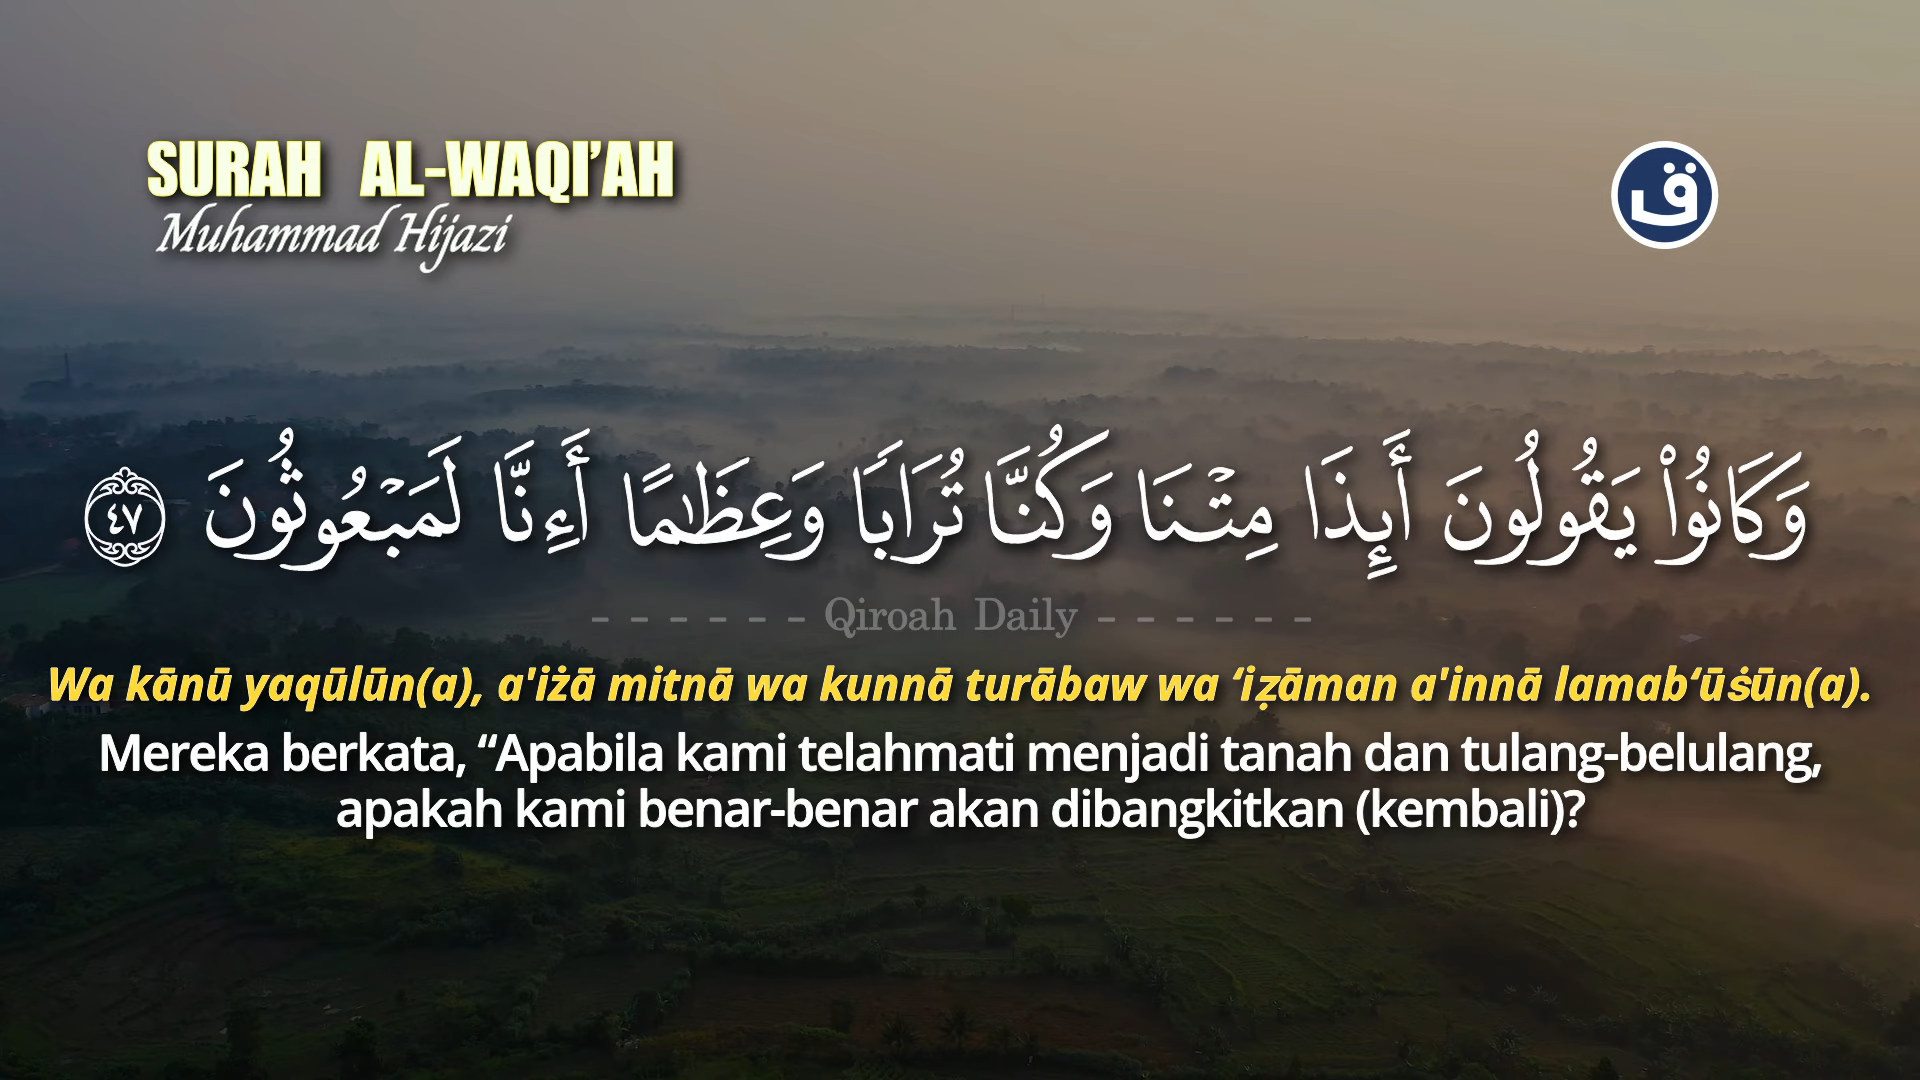 SURAH AL-WAQI’AH
Muhammad Hijazi
ق
وَكَانُوا۟ يَقُولُونَ أَئِذَا مِتْنَا وَكُنَّا تُرَابًا وَعِظَٰمًا أَءِنَّا لَمَبْعُوثُونَ ٤٧
- - - - - - Qiroah Daily - - - - - -
Wa kānū yaqūlūn(a), a'iżā mitnā wa kunnā turābaw wa ‘iẓāman a'innā lamab‘ūṡūn(a).
Mereka berkata, “Apabila kami telahmati menjadi tanah dan tulang-belulang,
apakah kami benar-benar akan dibangkitkan (kembali)?